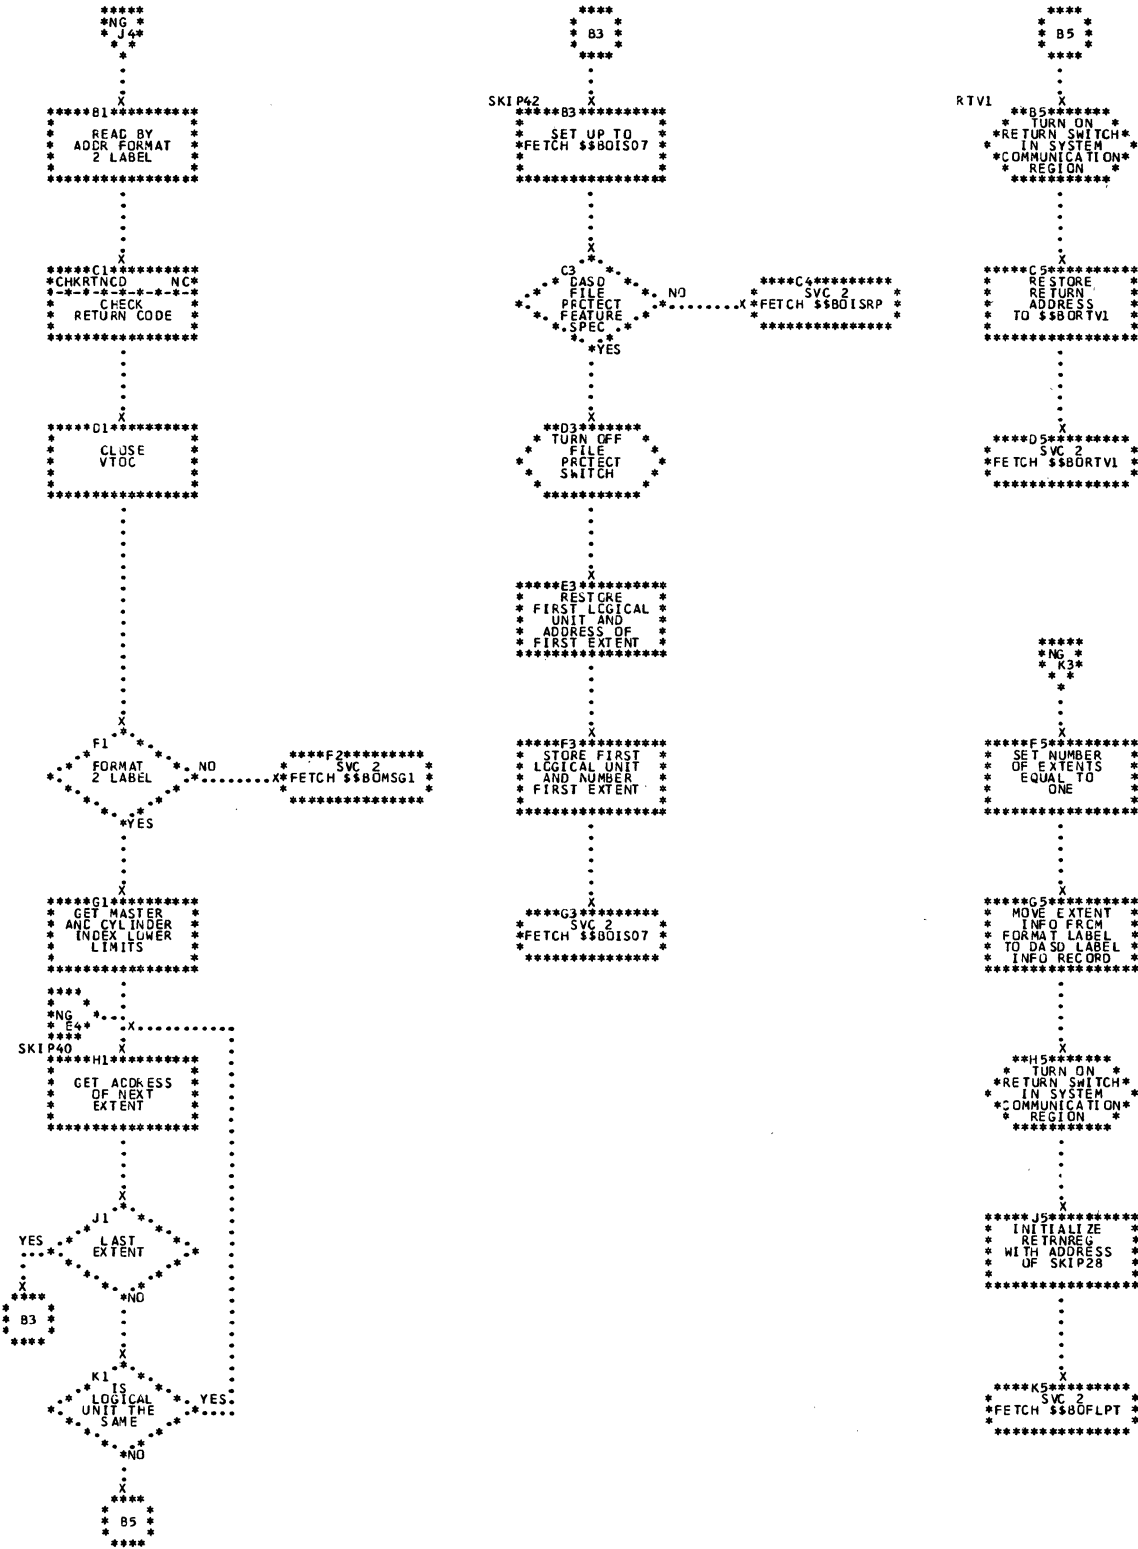 NG
J4
B1
READ BY
ADDR FORMAT
2 LABEL
C1
CHKRTNCD NC
CHECK
RETURN CODE
D1
CLOSE
VTOC
F1
FORMAT
2 LABEL
NO
YES
F2
SVC 2
FETCH $$BOMSG1
G1
GET MASTER
AND CYLINDER
INDEX LOWER
LIMITS
NG
E4
SKIP40
H1
GET ADDRESS
OF NEXT
EXTENT
J1
LAST
EXTENT
YES
NO
B3
K1
IS
LOGICAL
UNIT THE
SAME
YES
NO
B5
B3
SKIP42
B3
SET UP TO
FETCH $$BOIS07
C3
DASD
FILE
PROTECT
FEATURE
SPEC
NO
YES
C4
SVC 2
FETCH $$BOISRP
D3
TURN OFF
FILE
PROTECT
SWITCH
E3
RESTORE
FIRST LOGICAL
UNIT AND
ADDRESS OF
FIRST EXTENT
F3
STORE FIRST
LOGICAL UNIT
AND NUMBER
FIRST EXTENT
G3
SVC 2
FETCH $$BOIS07
B5
RTV1
B5
TURN ON
RETURN SWITCH
IN SYSTEM
COMMUNICATION
REGION
C5
RESTORE
RETURN
ADDRESS
TO $$BORTV1
D5
SVC 2
FETCH $$BORTV1
NG
K3
F5
SET NUMBER
OF EXTENTS
EQUAL TO
ONE
G5
MOVE EXTENT
INFO FROM
FORMAT LABEL
TO DASD LABEL
INFO RECORD
H5
TURN ON
RETURN SWITCH
IN SYSTEM
COMMUNICATION
REGION
J5
INITIALIZE
RETRNREG
WITH ADDRESS
OF SKIP28
K5
SVC 2
FETCH $$BOFLPT